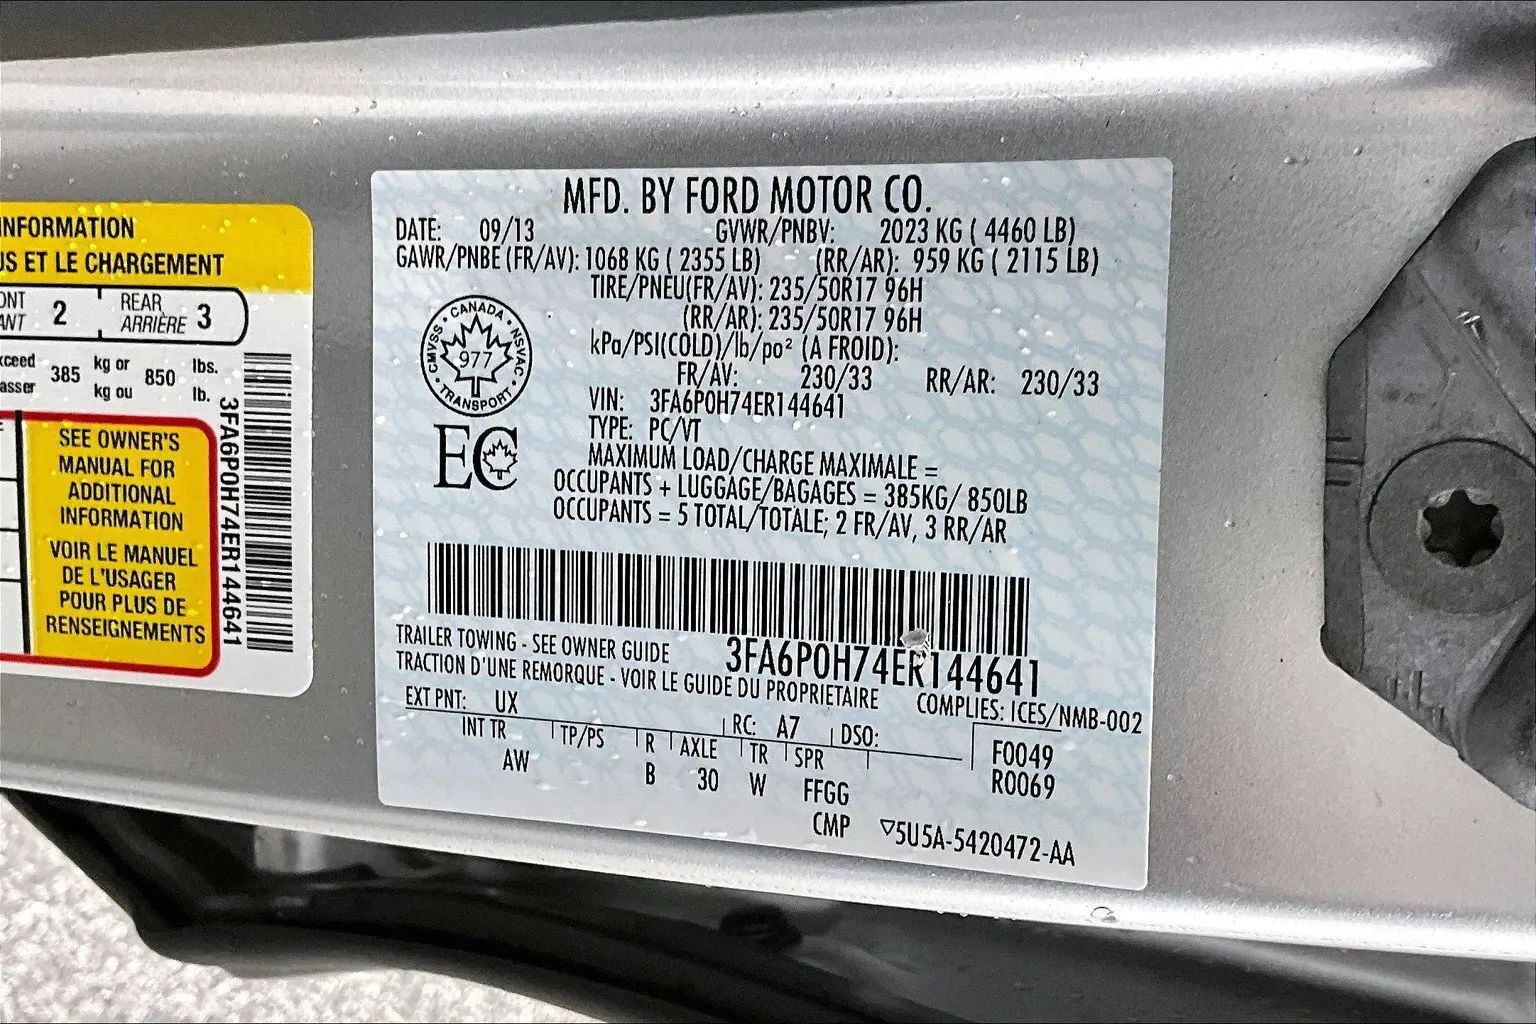 INFORMATION
US ET LE CHARGEMENT
2 REAR
ARRIÈRE 3
385 kg or 850 lbs.
kg ou lb.
SEE OWNER'S
MANUAL FOR
ADDITIONAL
INFORMATION
VOIR LE MANUEL
DE L'USAGER
POUR PLUS DE
RENSEIGNEMENTS
3FA6P0H74ER144641
MFD. BY FORD MOTOR CO.
DATE: 09/13 GVWR/PNBV: 2023 KG ( 4460 LB)
GAWR/PNBE (FR/AV): 1068 KG ( 2355 LB) (RR/AR): 959 KG ( 2115 LB)
TIRE/PNEU(FR/AV): 235/50R17 96H
(RR/AR): 235/50R17 96H
kPa/PSI(COLD)/lb/po² (A FROID):
FR/AV: 230/33 RR/AR: 230/33
VIN: 3FA6P0H74ER144641
TYPE: PC/VT
MAXIMUM LOAD/CHARGE MAXIMALE =
OCCUPANTS + LUGGAGE/BAGAGES = 385KG/ 850LB
OCCUPANTS = 5 TOTAL/TOTALE; 2 FR/AV, 3 RR/AR
CMVSS • CANADA • NSVAC • TRANSPORT •
977
EC
TRAILER TOWING - SEE OWNER GUIDE 3FA6P0H74ER144641
TRACTION D'UNE REMORQUE - VOIR LE GUIDE DU PROPRIETAIRE COMPLIES: ICES/NMB-002
EXT PNT: UX RC: A7 DSO:
INT TR TP/PS R AXLE TR SPR F0049
AW B 30 W FFGG R0069
CMP ▽5U5A-5420472-AA